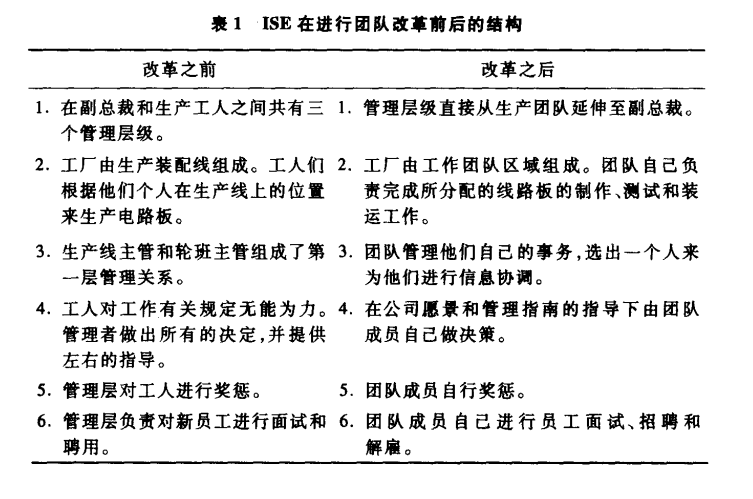 表 1 ISE 在进行团队改革前后的结构
改革之前
改革之后
1. 在副总裁和生产工人之间共有三
个管理层级。
1. 管理层级直接从生产团队延伸至副总裁。
2. 工厂由生产装配线组成。工人们
根据他们个人在生产线上的位置
来生产电路板。
2. 工厂由工作团队区域组成。团队自己负
责完成所分配的线路板的制作、测试和装
运工作。
3. 生产线主管和轮班主管组成了第
一层管理关系。
3. 团队管理他们自己的事务,选出一个人来
为他们进行信息协调。
4. 工人对工作有关规定无能为力。
管理者做出所有的决定,并提供
左右的指导。
4. 在公司愿景和管理指南的指导下由团队
成员自己做决策。
5. 管理层对工人进行奖惩。
5. 团队成员自行奖惩。
6. 管理层负责对新员工进行面试和
聘用。
6. 团队成员自己进行员工面试、招聘和
解雇。